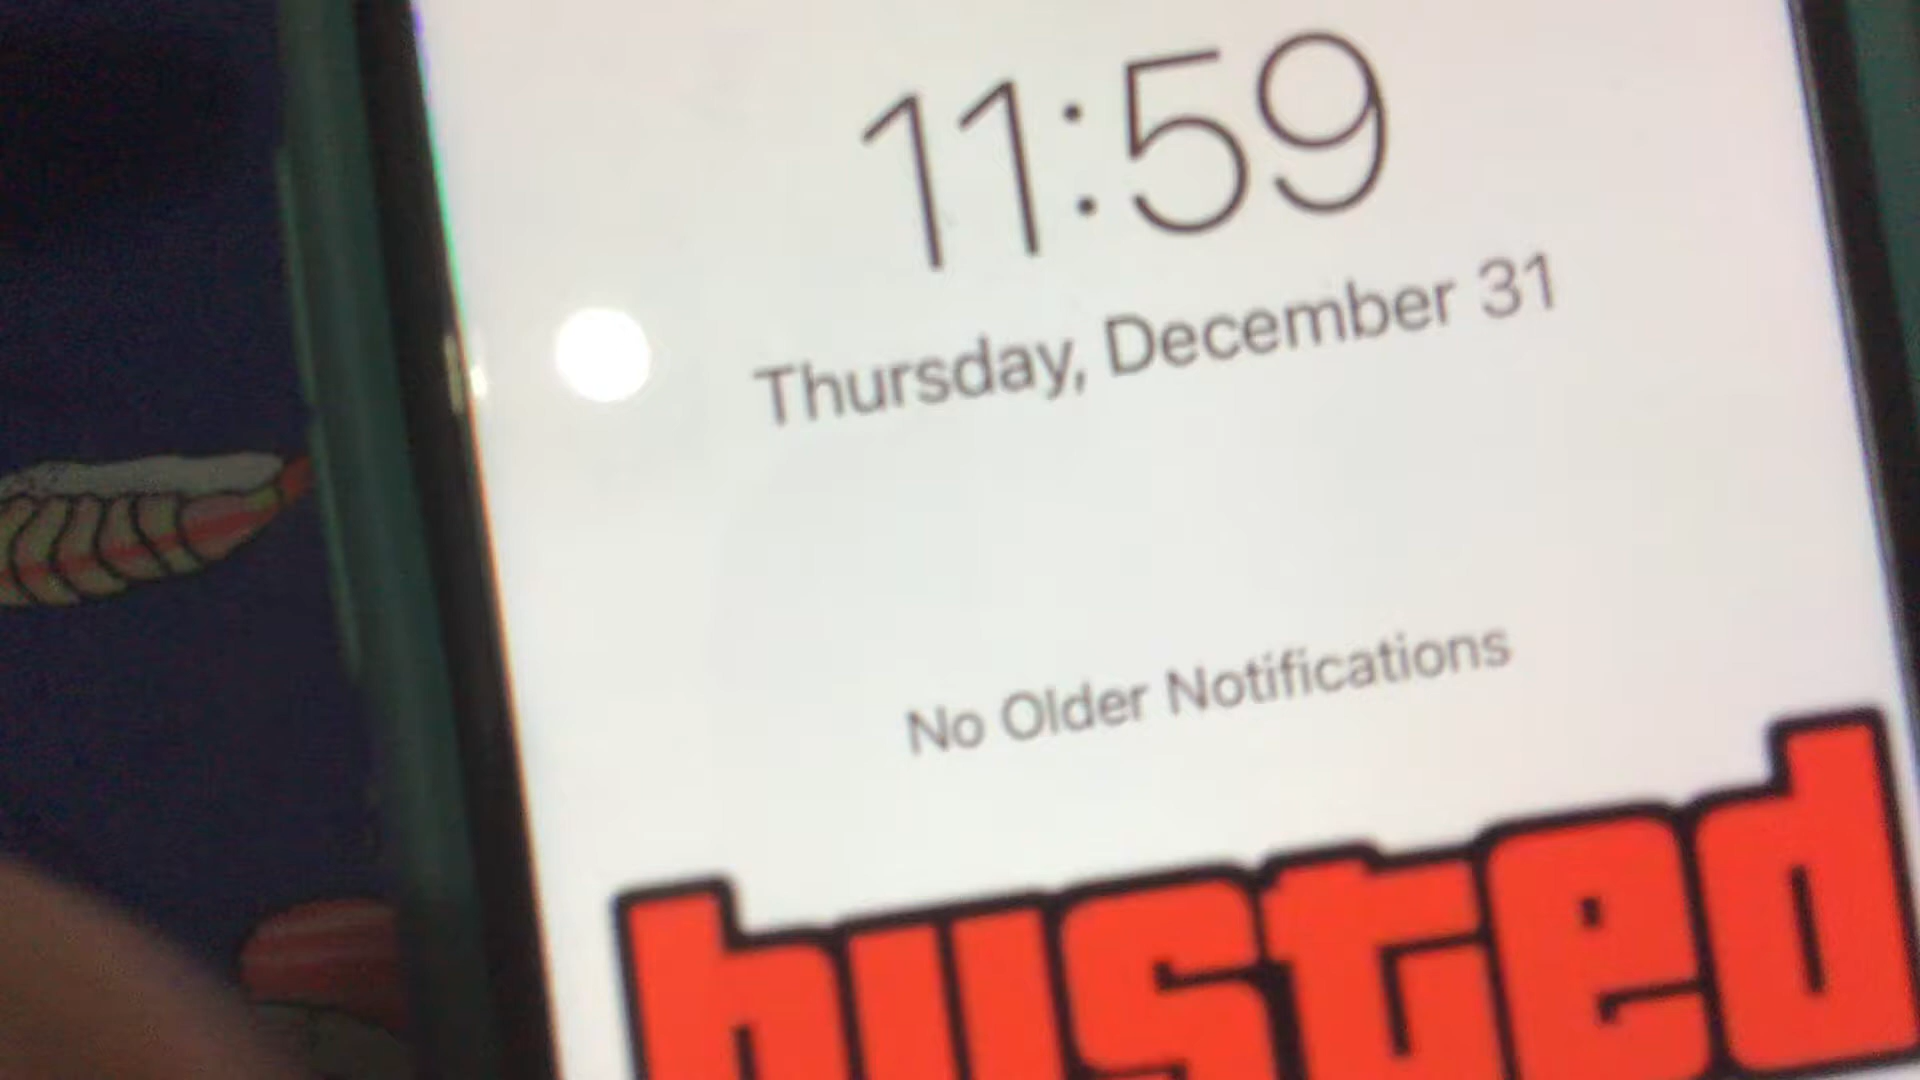 11:59
Thursday, December 31
No Older Notifications
busted